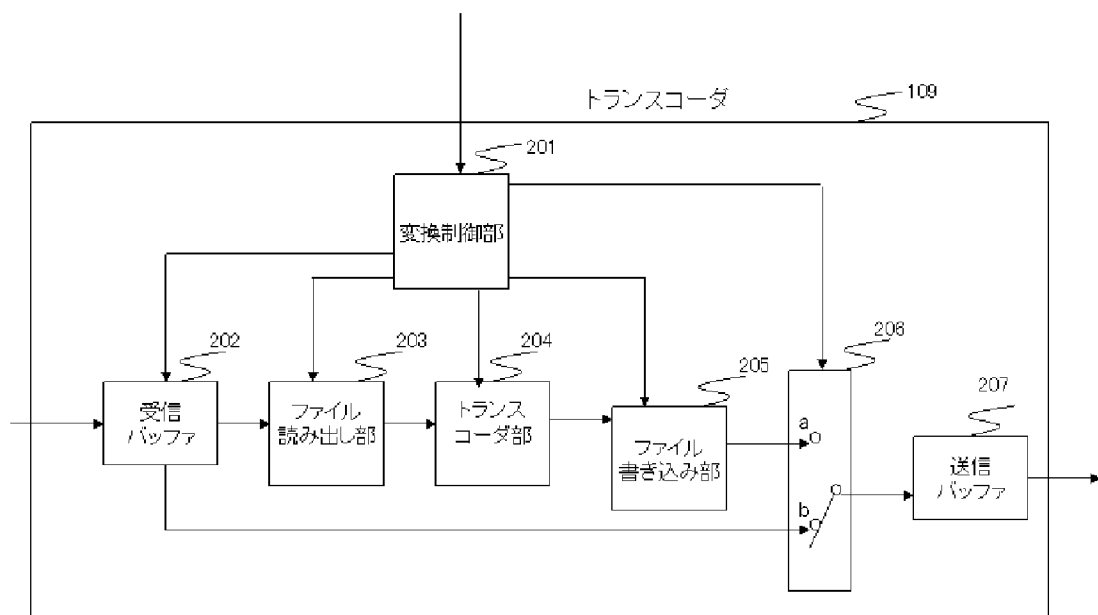 トランスコーダ
109
201
変換制御部
202
203
204
205
206
207
受信
バッファ
ファイル
読み出し部
トランス
コーダ部
ファイル
書き込み部
a
b
送信
バッファ